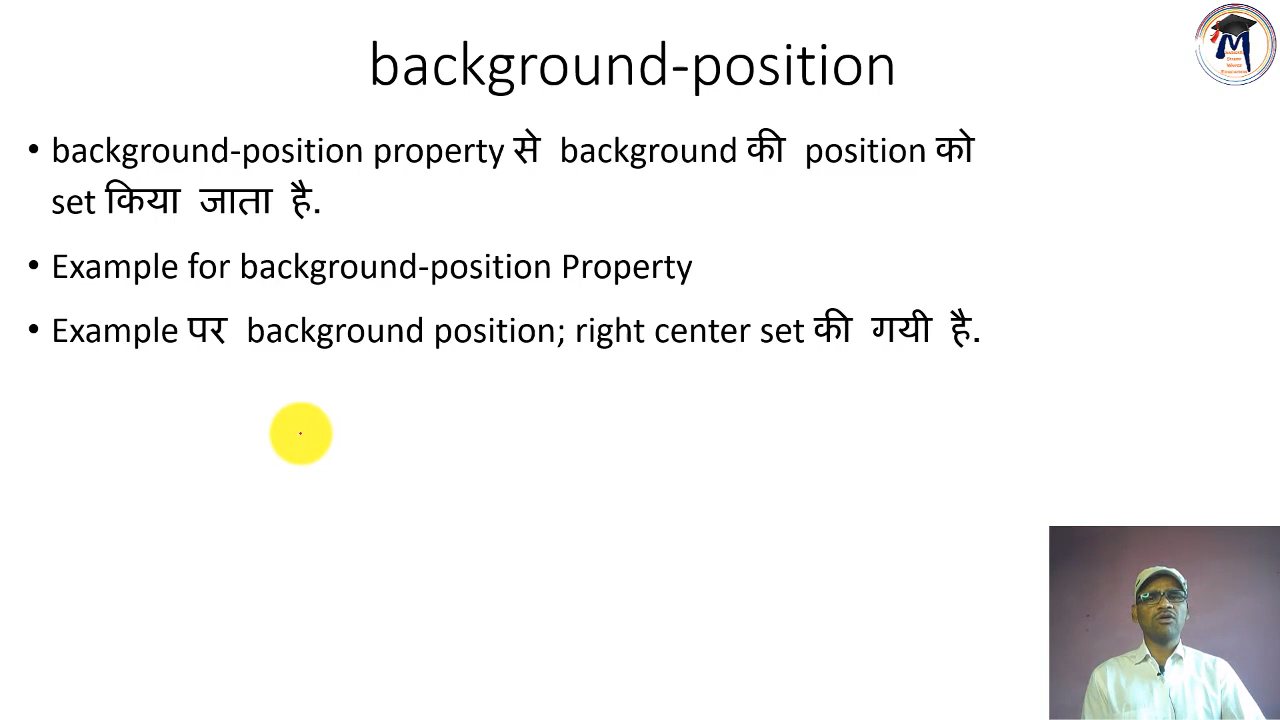 background-position
• background-position property से background की position को
set किया जाता है.
• Example for background-position Property
• Example पर background position; right center set की गयी है.
M